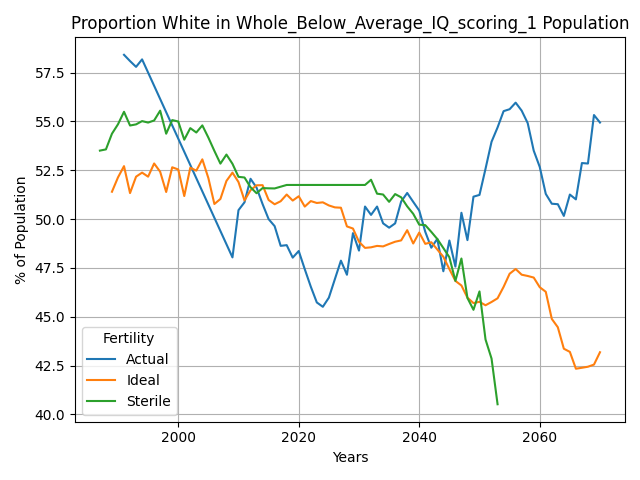 Proportion White in Whole_Below_Average_IQ_scoring_1 Population
% of Population
57.5
55.0
52.5
50.0
47.5
45.0
42.5
40.0
Fertility
Actual
Ideal
Sterile
2000 2020 2040 2060
Years